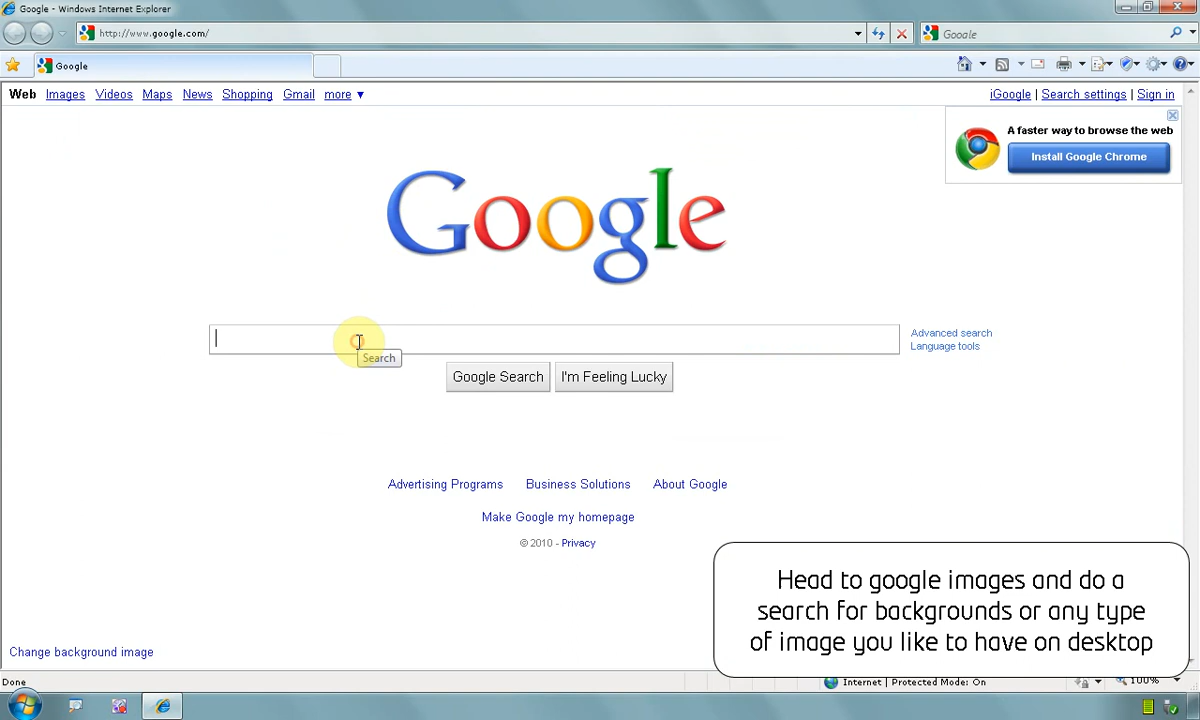 Google - Windows Internet Explorer
http://www.google.com/
Google
Google
Web Images Videos Maps News Shopping Gmail more ▼
iGoogle | Search settings | Sign in
A faster way to browse the web
Install Google Chrome
Google
Search
Advanced search
Language tools
Google Search
I'm Feeling Lucky
Advertising Programs Business Solutions About Google
Make Google my homepage
© 2010 - Privacy
Head to google images and do a
search for backgrounds or any type
of image you like to have on desktop
Change background image
Done
Internet | Protected Mode: On
100%